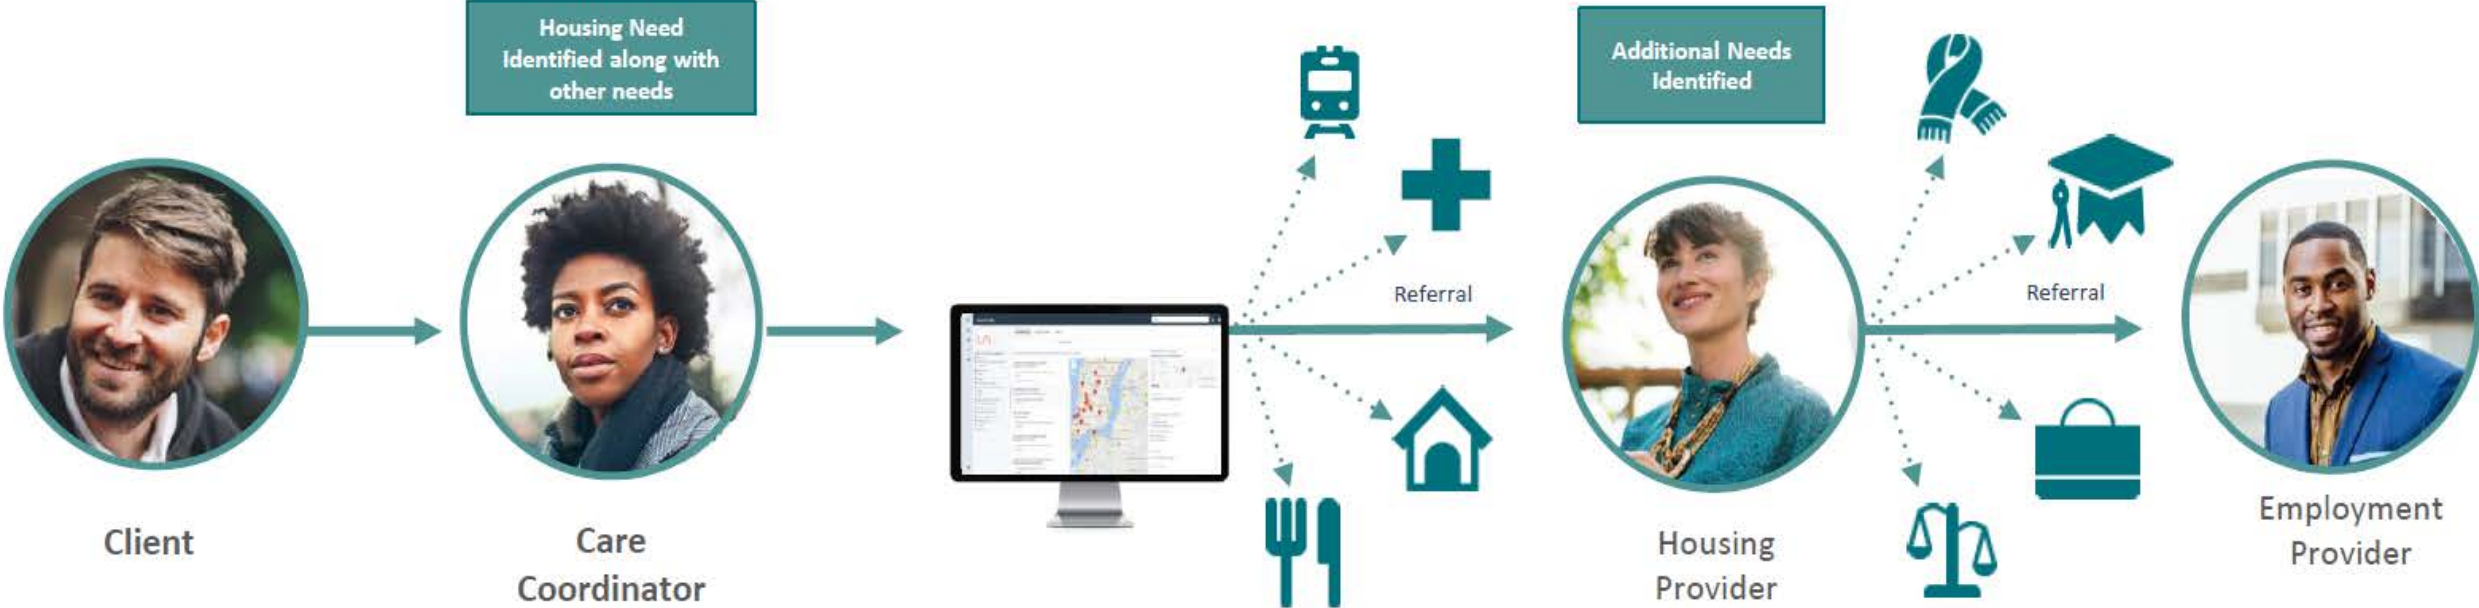 Housing Need
Identified along with
other needs
Additional Needs
Identified
Referral
Referral
Client
Care
Coordinator
Housing
Provider
Employment
Provider